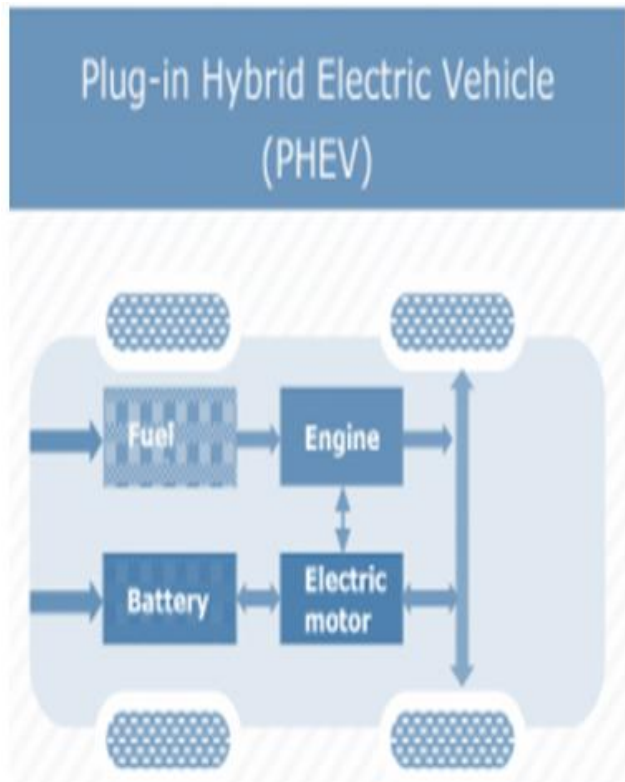 Plug-in Hybrid Electric Vehicle
(PHEV)
Fuel
Engine
Battery
Electric
motor